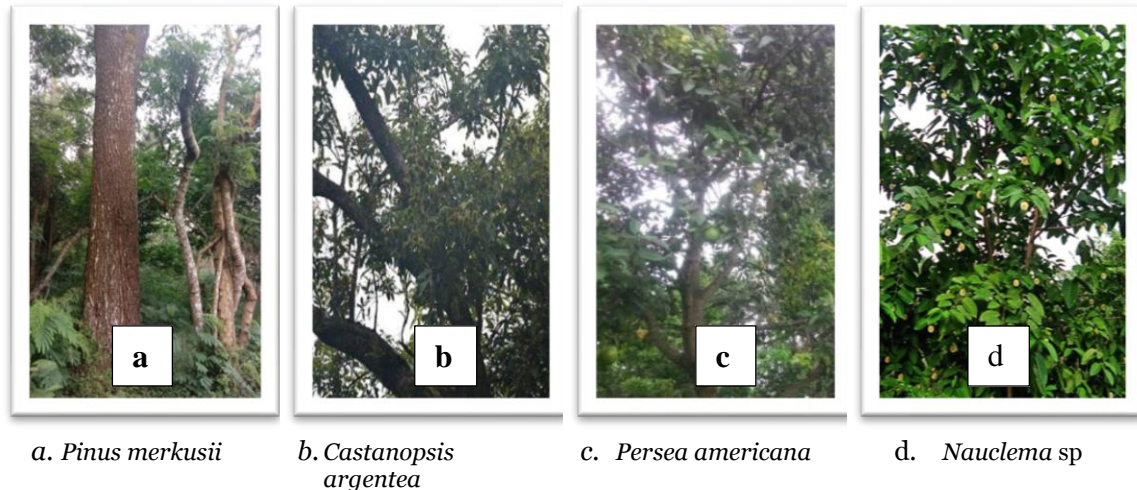 a
b
c
d
a. Pinus merkusii
b. Castanopsis
argentea
c. Persea americana
d. Nauclema sp